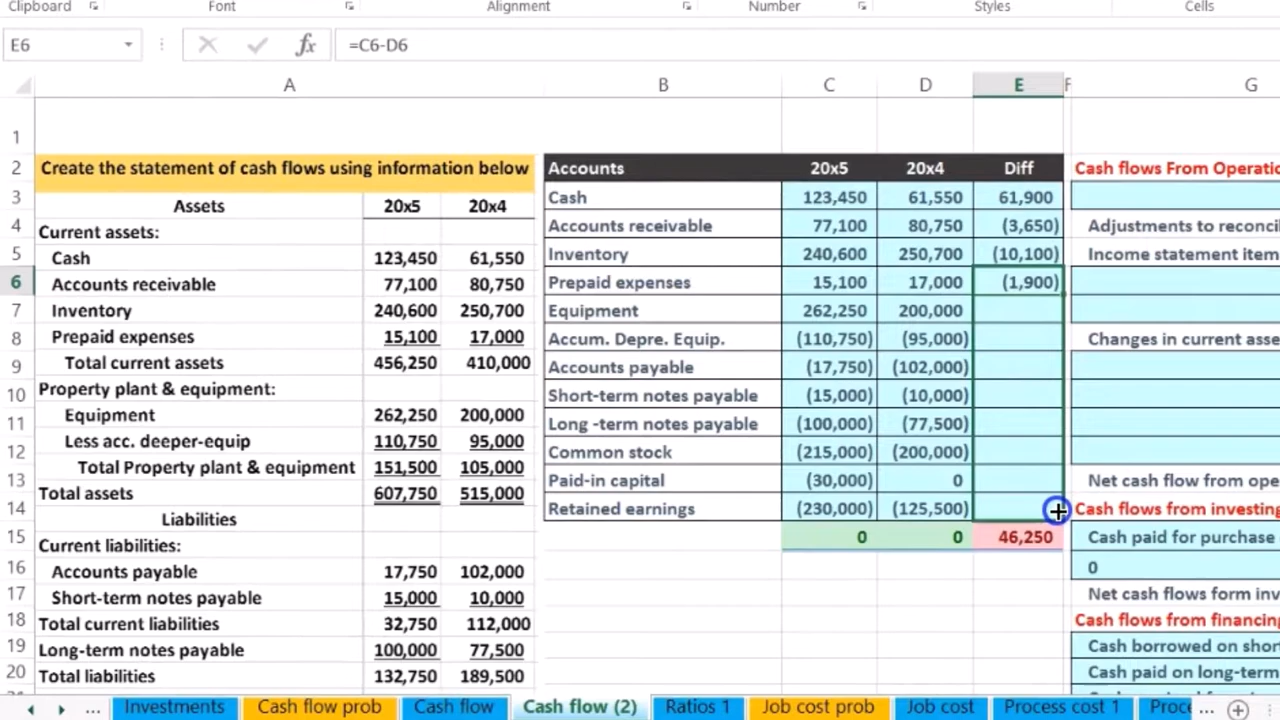 Clipboard Font Alignment Number Styles Cells
E6 fx =C6-D6
A B C D E F G
1
2 Create the statement of cash flows using information below Accounts 20x5 20x4 Diff Cash flows From Operatic
Assets 20x5 20x4
3 Cash 123,450 61,550 61,900
4 Current assets: Accounts receivable 77,100 80,750 (3,650) Adjustments to reconcil
5 Cash 123,450 61,550 Inventory 240,600 250,700 (10,100) Income statement item
6 Accounts receivable 77,100 80,750 Prepaid expenses 15,100 17,000 (1,900)
7 Inventory 240,600 250,700 Equipment 262,250 200,000
8 Prepaid expenses 15,100 17,000 Accum. Depre. Equip. (110,750) (95,000) Changes in current asse
9 Total current assets 456,250 410,000 Accounts payable (17,750) (102,000)
10 Property plant & equipment: Short-term notes payable (15,000) (10,000)
11 Equipment 262,250 200,000 Long -term notes payable (100,000) (77,500)
12 Less acc. deeper-equip 110,750 95,000 Common stock (215,000) (200,000)
Total Property plant & equipment 151,500 105,000
13 Total assets 607,750 515,000 Paid-in capital (30,000) 0 Net cash flow from ope
14 Liabilities Retained earnings (230,000) (125,500) Cash flows from investing
15 Current liabilities: 0 0 46,250 Cash paid for purchase
16 Accounts payable 17,750 102,000 0
17 Short-term notes payable 15,000 10,000 Net cash flows form inv
18 Total current liabilities 32,750 112,000 Cash flows from financing
19 Long-term notes payable 100,000 77,500 Cash borrowed on shor
20 Total liabilities 132,750 189,500 Cash paid on long-term
... Investments Cash flow prob Cash flow Cash flow (2) Ratios 1 Job cost prob Job cost Process cost 1 Proce ...